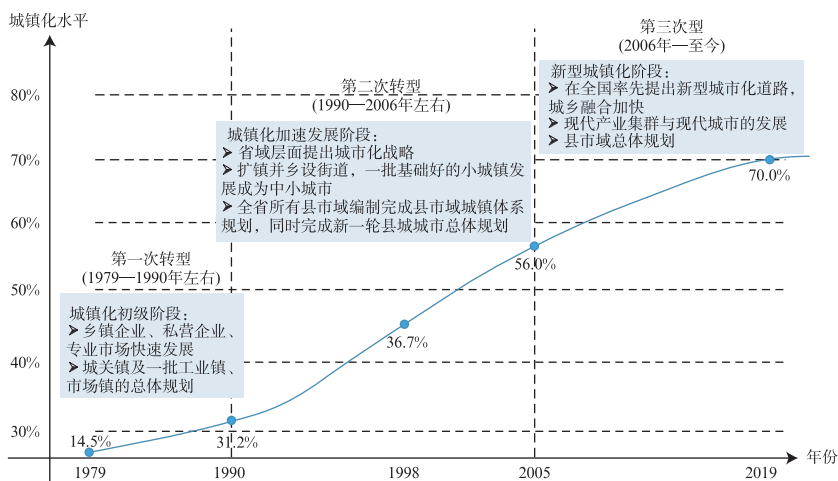 城镇化水平
第三次型
(2006年—至今)
新型城镇化阶段：
➤ 在全国率先提出新型城市化道路，
城乡融合加快
➤ 现代产业集群与现代城市的发展
➤ 县市域总体规划
第二次转型
(1990—2006年左右)
城镇化加速发展阶段：
➤ 省域层面提出城市化战略
➤ 扩镇并乡设街道，一批基础好的小城镇发
展成为中小城市
➤ 全省所有县市域编制完成县市域城镇体系
规划，同时完成新一轮县城城市总体规划
第一次转型
(1979—1990年左右)
城镇化初级阶段：
➤ 乡镇企业、私营企业、
专业市场快速发展
➤ 城关镇及一批工业镇、
市场镇的总体规划
80%
70%
60%
50%
40%
30%
14.5%
31.2%
36.7%
56.0%
70.0%
1979
1990
1998
2005
2019
年份